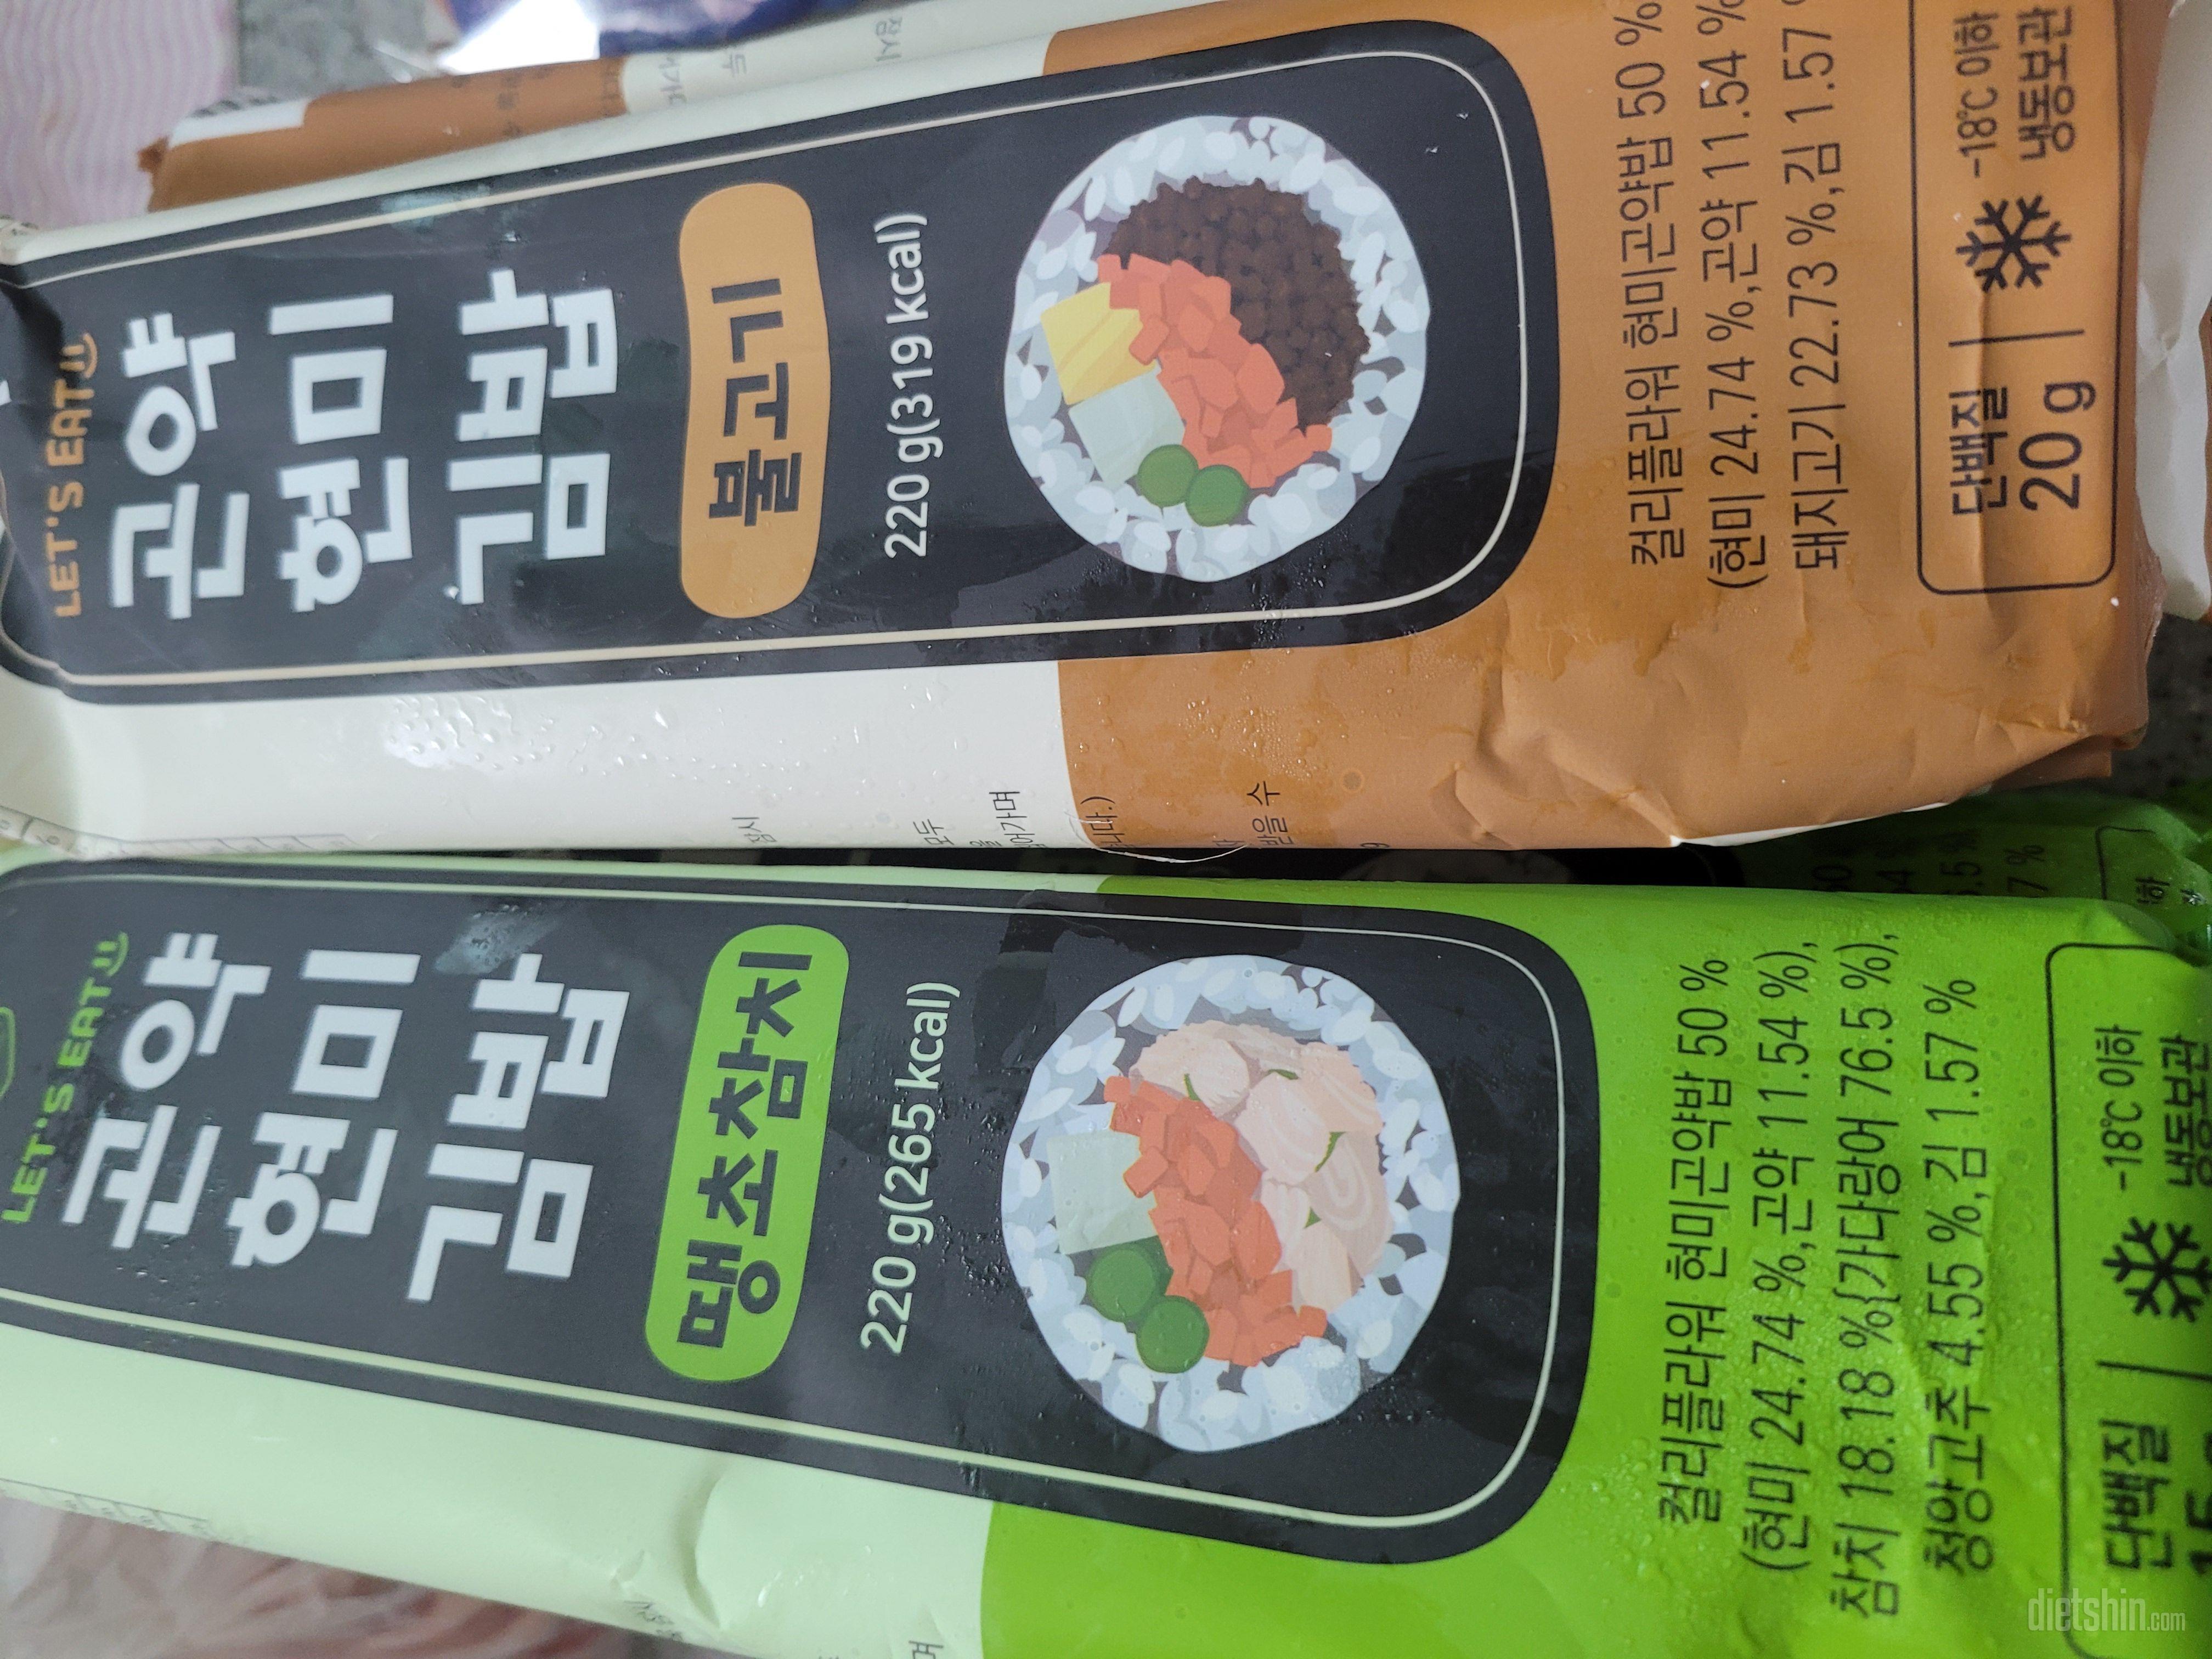 LET'S EAT
곤약
현미
김밥
불고기
220 g(319 kcal)
컬리플라워 현미곤약밥 50 %
(현미 24.74 %,곤약 11.54 %
돼지고기 22.73 %,김 1.57
단백질
20 g
-18℃ 이하
냉동보관
모두
받을 수
LET'S EAT
곤약
현미
김밥
땡초참치
220 g(265 kcal)
컬리플라워 현미곤약밥 50 %
(현미 24.74 %,곤약 11.54 %),
참치 18.18 %{가다랑어 76.5 %},
청양고추 4.55 %,김 1.57 %
단백질
-18℃ 이하
냉동보관
dietshin.com